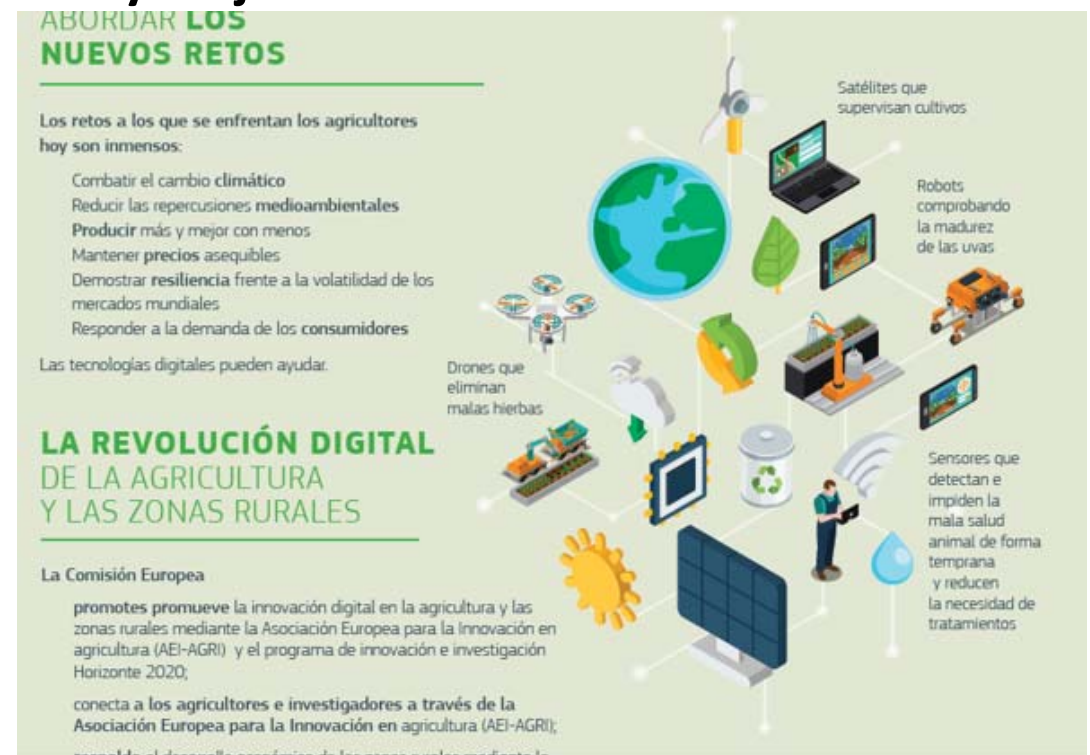 ABORDAR LOS
NUEVOS RETOS
Los retos a los que se enfrentan los agricultores
hoy son inmensos:
Combatir el cambio climático
Reducir las repercusiones medioambientales
Producir más y mejor con menos
Mantener precios asequibles
Demostrar resiliencia frente a la volatilidad de los
mercados mundiales
Responder a la demanda de los consumidores
Las tecnologías digitales pueden ayudar.
LA REVOLUCIÓN DIGITAL
DE LA AGRICULTURA
Y LAS ZONAS RURALES
La Comisión Europea
promotes promueve la innovación digital en la agricultura y las
zonas rurales mediante la Asociación Europea para la Innovación en
agricultura (AEI-AGRI) y el programa de innovación e investigación
Horizonte 2020;
conecta a los agricultores e investigadores a través de la
Asociación Europea para la Innovación en agricultura (AEI-AGRI);
Satélites que
supervisan cultivos
Robots
comprobando
la madurez
de las uvas
Drones que
eliminan
malas hierbas
Sensores que
detectan e
impiden la
mala salud
animal de forma
temprana
y reducen
la necesidad de
tratamientos